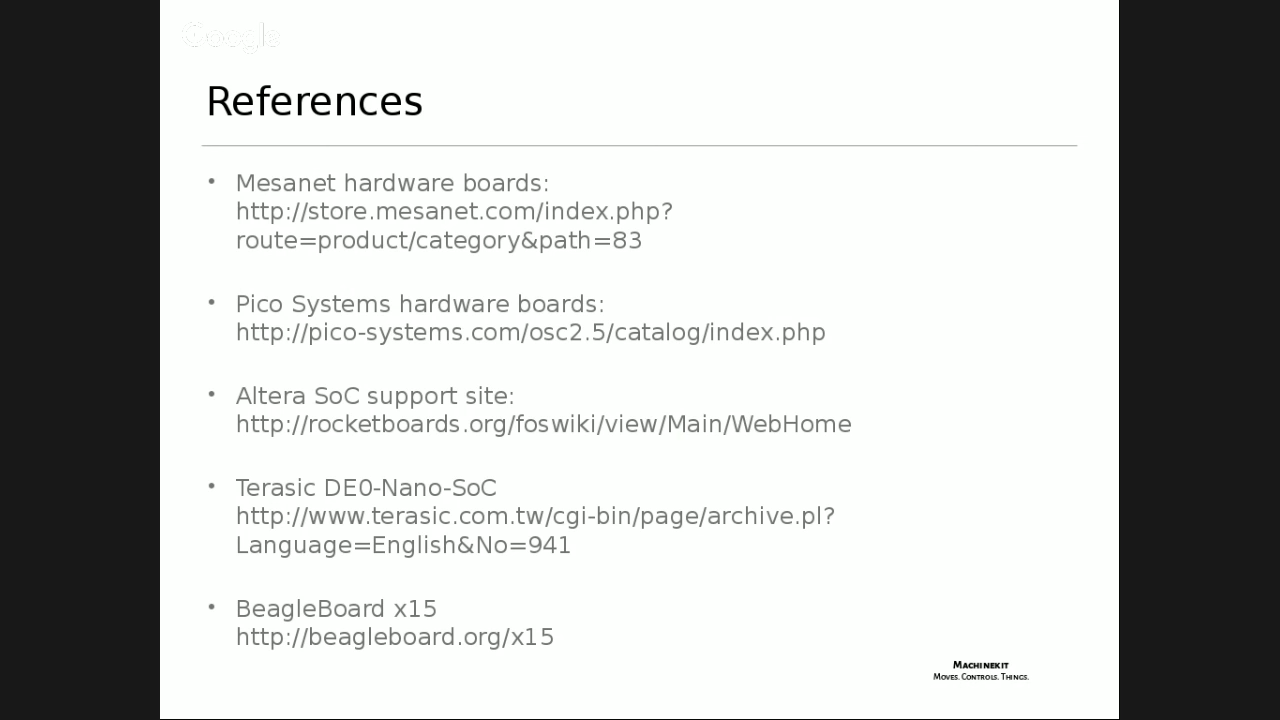 Google
References
• Mesanet hardware boards:
http://store.mesanet.com/index.php?
route=product/category&path=83
• Pico Systems hardware boards:
http://pico-systems.com/osc2.5/catalog/index.php
• Altera SoC support site:
http://rocketboards.org/foswiki/view/Main/WebHome
• Terasic DE0-Nano-SoC
http://www.terasic.com.tw/cgi-bin/page/archive.pl?
Language=English&No=941
• BeagleBoard x15
http://beagleboard.org/x15
MACHINEKIT
MOVES. CONTROLS. THINGS.